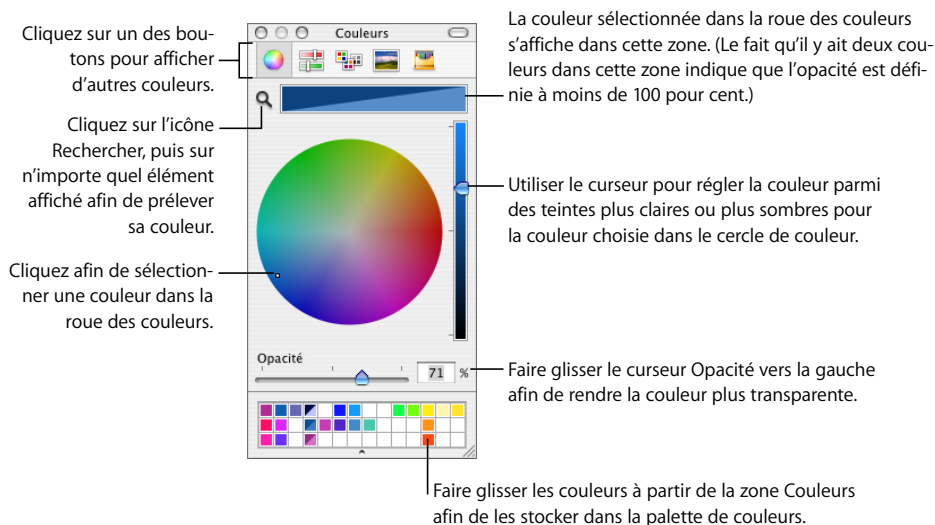 Cliquez sur un des bou-
tons pour afficher
d'autres couleurs.
Cliquez sur l'icône
Rechercher, puis sur
n'importe quel élément
affiché afin de prélever
sa couleur.
Cliquez afin de sélection-
ner une couleur dans la
roue des couleurs.
Couleurs
Opacité
71 %
La couleur sélectionnée dans la roue des couleurs
s'affiche dans cette zone. (Le fait qu'il y ait deux cou-
leurs dans cette zone indique que l'opacité est défi-
nie à moins de 100 pour cent.)
Utiliser le curseur pour régler la couleur parmi
des teintes plus claires ou plus sombres pour
la couleur choisie dans le cercle de couleur.
Faire glisser le curseur Opacité vers la gauche
afin de rendre la couleur plus transparente.
Faire glisser les couleurs à partir de la zone Couleurs
afin de les stocker dans la palette de couleurs.